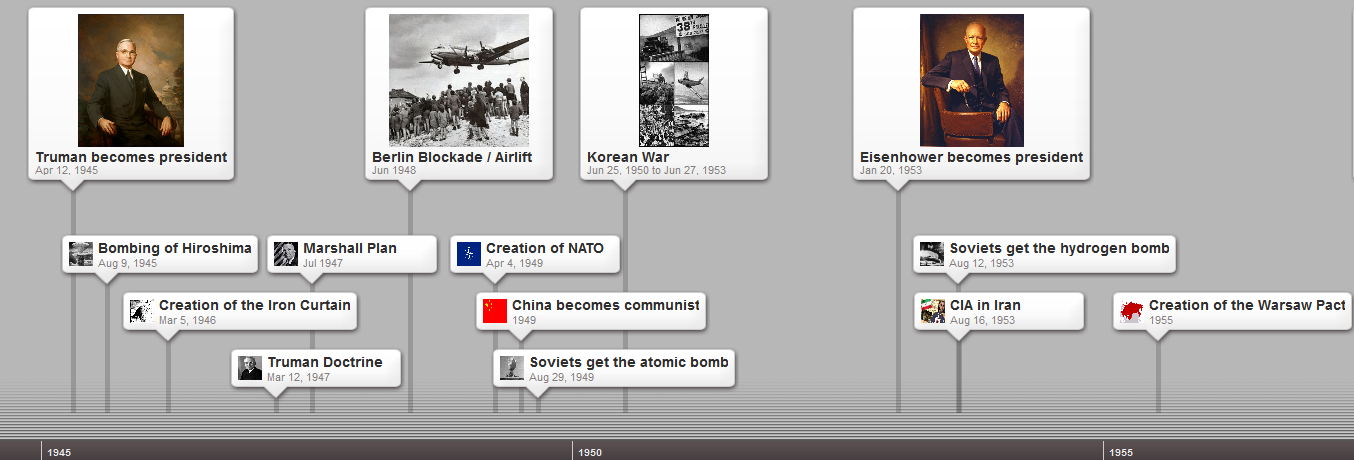 Truman becomes president
Apr 12, 1945
Berlin Blockade / Airlift
Jun 1948
Korean War
Jun 25, 1950 to Jun 27, 1953
Eisenhower becomes president
Jan 20, 1953
Bombing of Hiroshima
Aug 9, 1945
Marshall Plan
Jul 1947
Creation of NATO
Apr 4, 1949
Soviets get the hydrogen bomb
Aug 12, 1953
Creation of the Iron Curtain
Mar 5, 1946
China becomes communist
1949
CIA in Iran
Aug 16, 1953
Creation of the Warsaw Pact
1955
Truman Doctrine
Mar 12, 1947
Soviets get the atomic bomb
Aug 29, 1949
1945
1950
1955